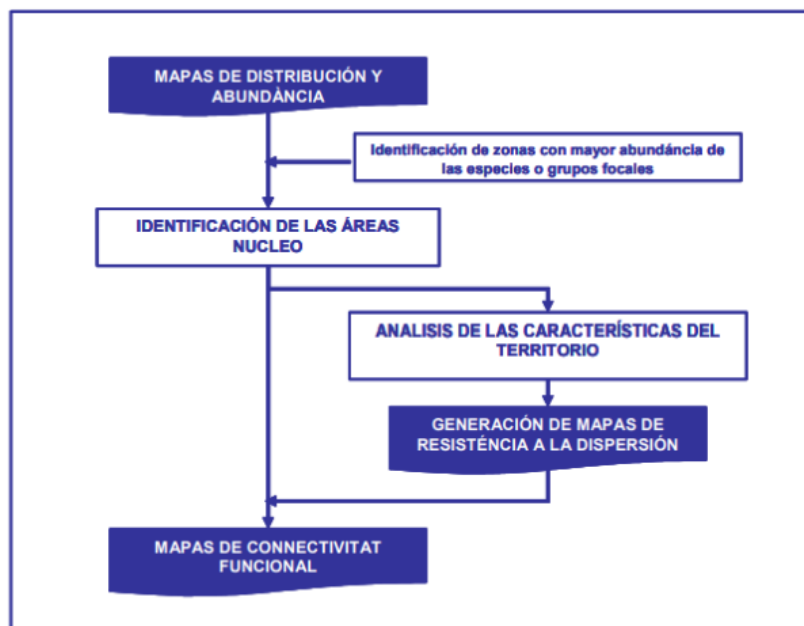 MAPAS DE DISTRIBUCIÓN Y
ABUNDÀNCIA
Identificación de zonas con mayor abundáncia de
las especies o grupos focales
IDENTIFICACIÓN DE LAS ÁREAS
NUCLEO
ANALISIS DE LAS CARACTERÍSTICAS DEL
TERRITORIO
GENERACIÓN DE MAPAS DE
RESISTÉNCIA A LA DISPERSIÓN
MAPAS DE CONNECTIVITAT
FUNCIONAL